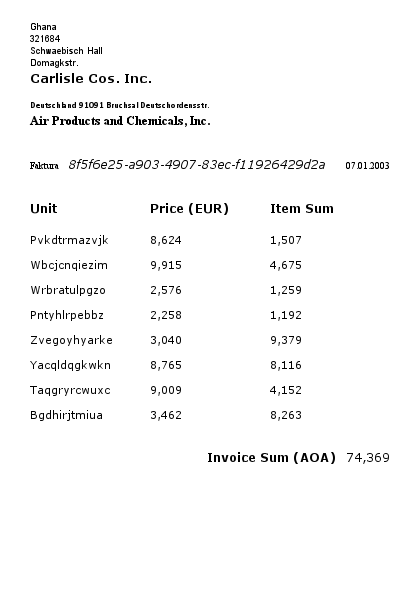 Ghana
321684
Schwaebisch Hall
Domagkstr.
Carlisle Cos. Inc.
Deutschland 91091 Bruchsal Deutschordensstr.
Air Products and Chemicals, Inc.
Faktura 8f5f6e25-a903-4907-83ec-f11926429d2a 07.01.2003
Unit Price (EUR) Item Sum
Pvkdtrmazvjk 8,624 1,507
Wbcjcnqiezim 9,915 4,675
Wrbratulpgzo 2,576 1,259
Pntyhlrpebbz 2,258 1,192
Zvegoyhyarke 3,040 9,379
Yacqldqgkwkn 8,765 8,116
Taqgryrcwuxc 9,009 4,152
Bgdhirjtmiua 3,462 8,263
Invoice Sum (AOA) 74,369